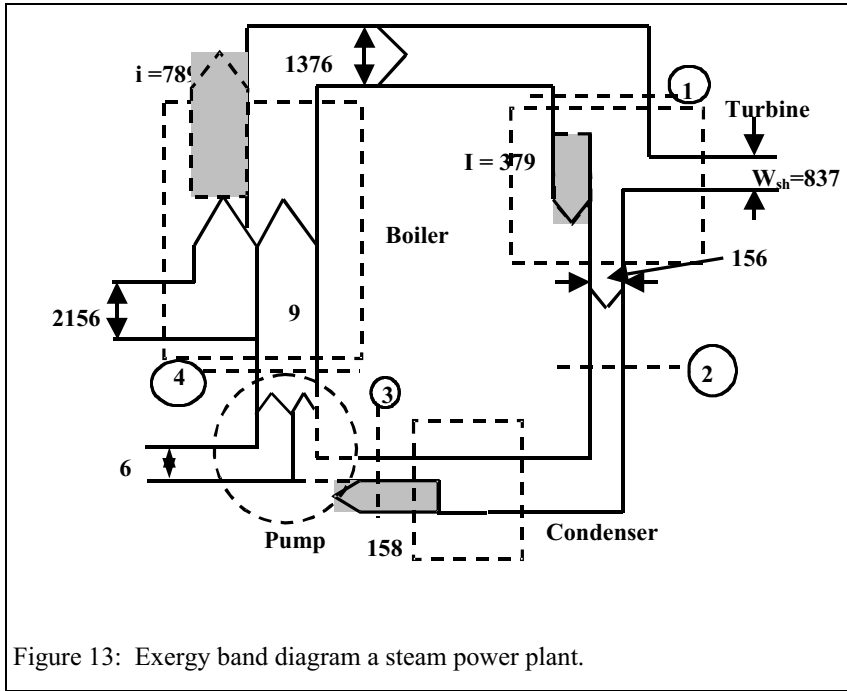 1376
i =789
1
Turbine
I = 379
W_sh=837
Boiler
156
2156
9
4
3
2
6
Pump
158
Condenser
Figure 13: Exergy band diagram a steam power plant.